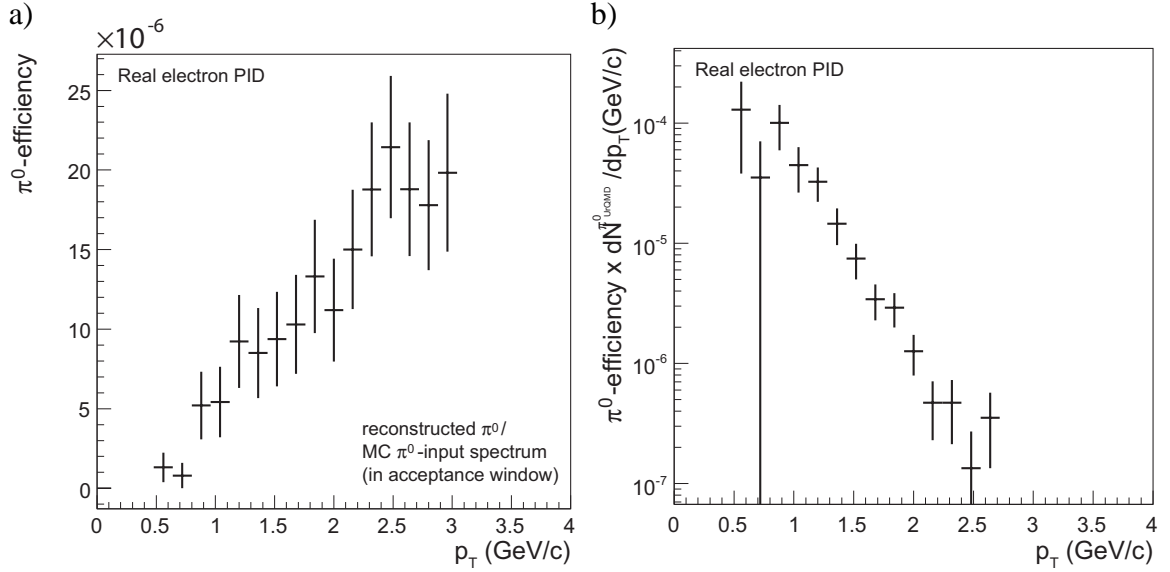 a)
×10⁻⁶
π⁰-efficiency
Real electron PID
25
20
15
10
5
0
reconstructed π⁰/
MC π⁰-input spectrum
(in acceptance window)
0 0.5 1 1.5 2 2.5 3 3.5 4
p_T (GeV/c)
b)
π⁰-efficiency x dN^π⁰_UrQMD /dp_T(GeV/c)
Real electron PID
10⁻⁴
10⁻⁵
10⁻⁶
10⁻⁷
0 0.5 1 1.5 2 2.5 3 3.5 4
p_T (GeV/c)